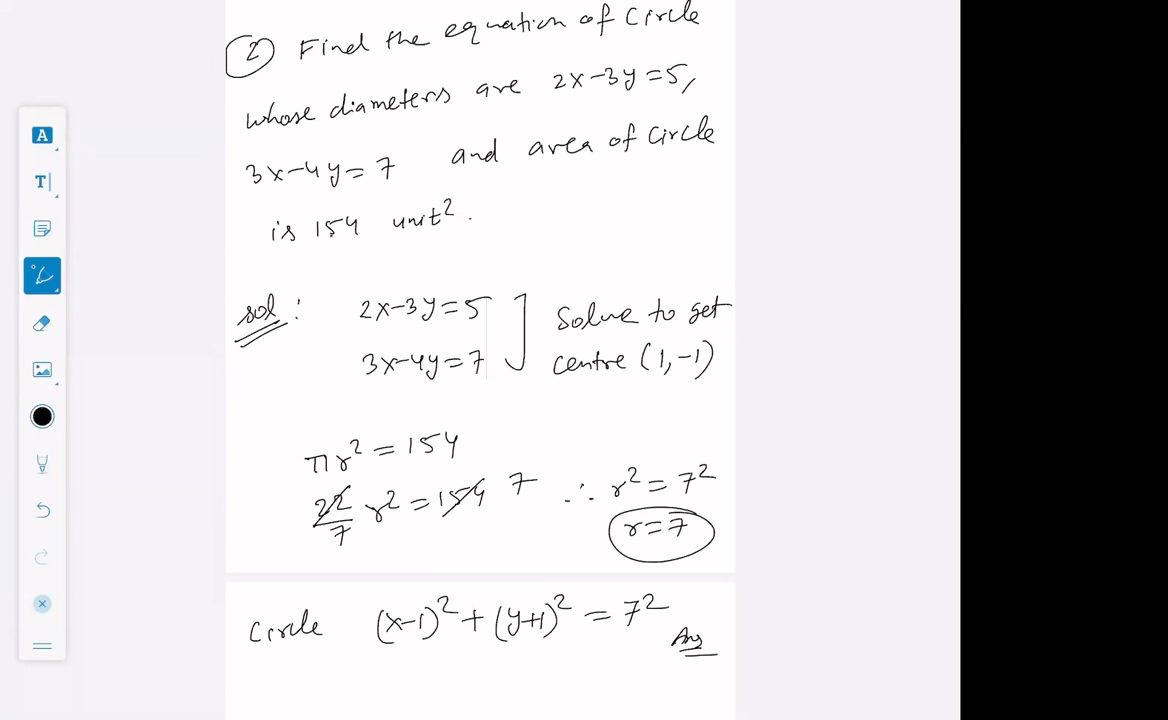 ② Find the equation of Circle
whose diameters are 2x-3y=5,
3x-4y=7 and area of Circle
is 154 unit².
Sol: 2x-3y=5 ] Solve to get
3x-4y=7 centre (1,-1)
πr² = 154
22/7 r² = 154 7 ∴ r² = 7²
r=7
Circle (x-1)² + (y+1)² = 7²
Ans